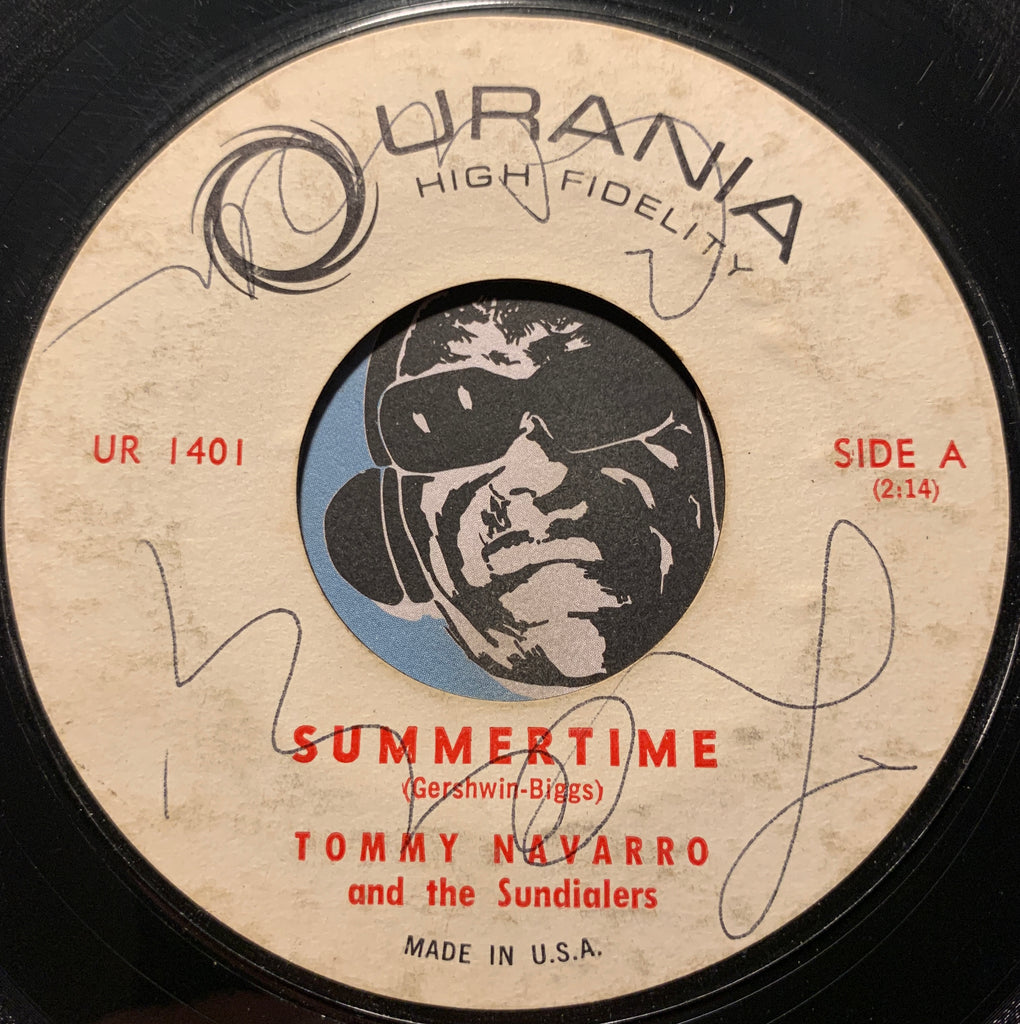 URANIA
HIGH FIDELITY
UR 1401
SIDE A
(2:14)
SUMMERTIME
(Gershwin-Biggs)
TOMMY NAVARRO
and the Sundialers
MADE IN U.S.A.